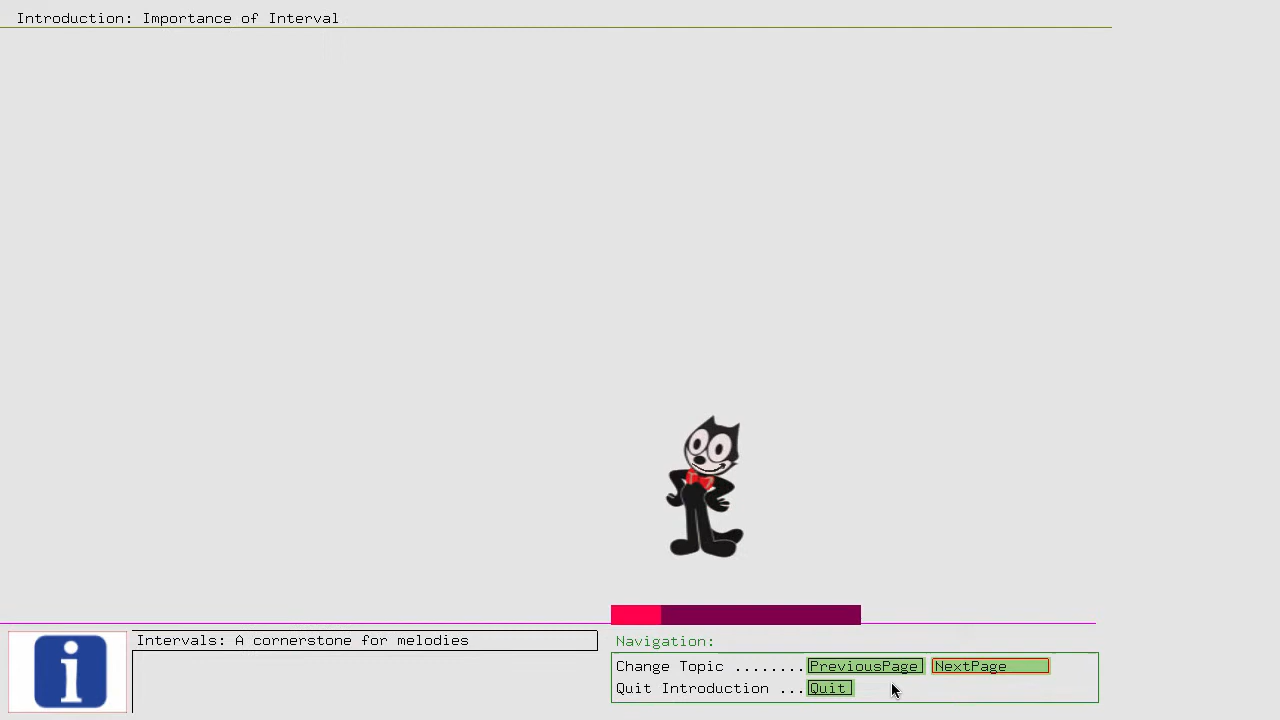 Introduction: Importance of Interval
Intervals: A cornerstone for melodies
Navigation:
Change Topic ........PreviousPage NextPage
Quit Introduction ...Quit